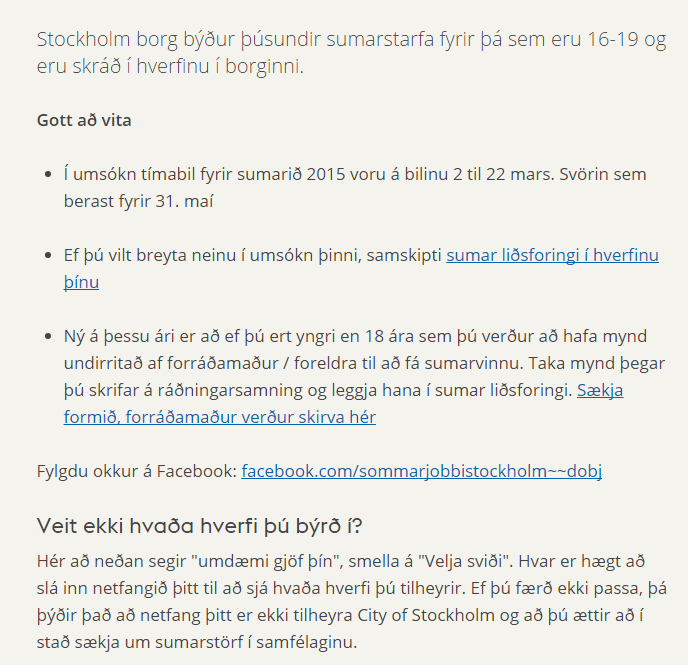 Stockholm borg býður þúsundir sumarstarfa fyrir þá sem eru 16-19 og
eru skráð í hverfinu í borginni.
Gott að vita
• Í umsókn tímabil fyrir sumarið 2015 voru á bilinu 2 til 22 mars. Svörin sem
berast fyrir 31. maí
• Ef þú vilt breyta neinu í umsókn þinni, samskipti sumar liðsforingi í hverfinu
þínu
• Ný á þessu ári er að ef þú ert yngri en 18 ára sem þú verður að hafa mynd
undirritað af forráðamaður / foreldra til að fá sumarvinnu. Taka mynd þegar
þú skrifar á ráðningarsamning og leggja hana í sumar liðsforingi. Sækja
formið, forráðamaður verður skirva hér
Fylgdu okkur á Facebook: facebook.com/sommarjobbistockholm~~dobj
Veit ekki hvaða hverfi þú býrð í?
Hér að neðan segir "umdæmi gjöf þín", smella á "Velja sviði". Hvar er hægt að
slá inn netfangið þitt til að sjá hvaða hverfi þú tilheyrir. Ef þú færð ekki passa, þá
þýðir það að netfang þitt er ekki tilheyra City of Stockholm og að þú ættir að í
stað sækja um sumarstörf í samfélaginu.